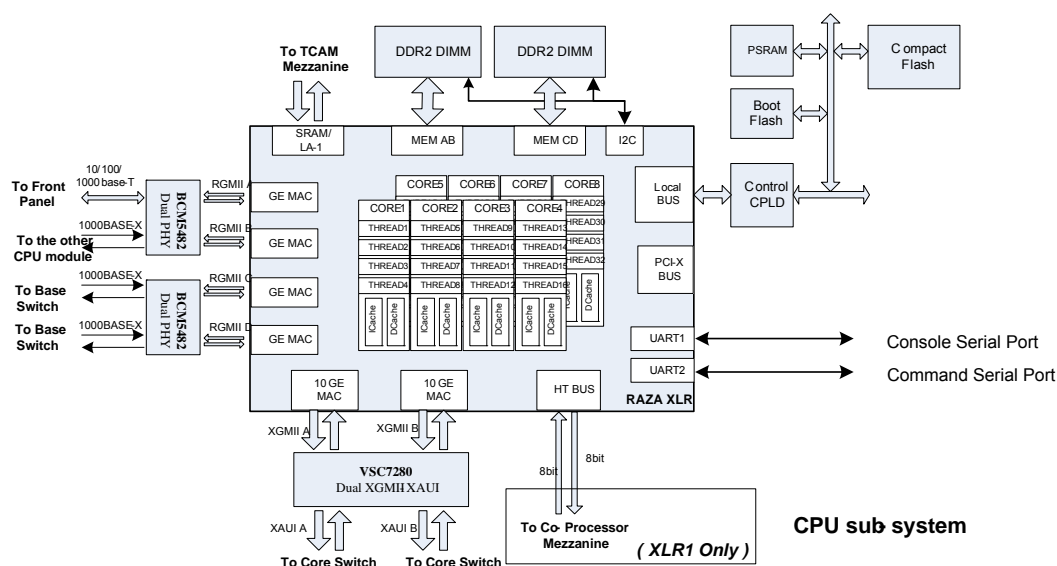 To TCAM
Mezzanine
DDR2 DIMM
DDR2 DIMM
PSRAM
Compact
Flash
Boot
Flash
SRAM/
LA-1
MEM AB
MEM CD
I2C
10/100/
1000base-T
To Front
Panel
BCM5482
Dual PHY
RGMII A
GE MAC
1000BASE-X
RGMII B
GE MAC
To the other
CPU module
1000BASE-X
To Base
Switch
BCM5482
Dual PHY
RGMII C
GE MAC
1000BASE-X
To Base
Switch
RGMII D
GE MAC
CORE5
CORE6
CORE7
CORE8
THREAD29
THREAD30
THREAD31
THREAD32
DCache
CORE1
CORE2
CORE3
CORE4
THREAD1
THREAD5
THREAD9
THREAD13
THREAD2
THREAD6
THREAD10
THREAD14
THREAD3
THREAD7
THREAD11
THREAD15
THREAD4
THREAD8
THREAD12
THREAD16
ICache
DCache
ICache
DCache
ICache
DCache
ICache
DCache
Local
BUS
Control
CPLD
PCI-X
BUS
UART1
Console Serial Port
UART2
Command Serial Port
RAZA XLR
10 GE
MAC
10 GE
MAC
HT BUS
XGMII A
XGMII B
VSC7280
Dual XGMII-XAUI
8bit
8bit
XAUI A
XAUI B
To Core Switch
To Core Switch
To Co-Processor
Mezzanine
( XLR1 Only )
CPU sub-system